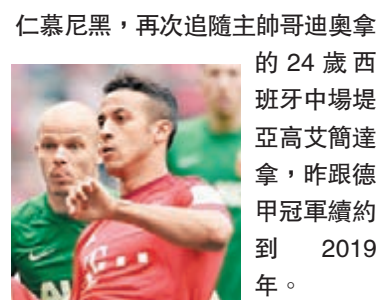 仁慕尼黑，再次追隨主帥哥迪奧拿
的 24 歲西
班牙中場堤
亞高艾簡達
拿，昨跟德
甲冠軍續約
到 2019
年。